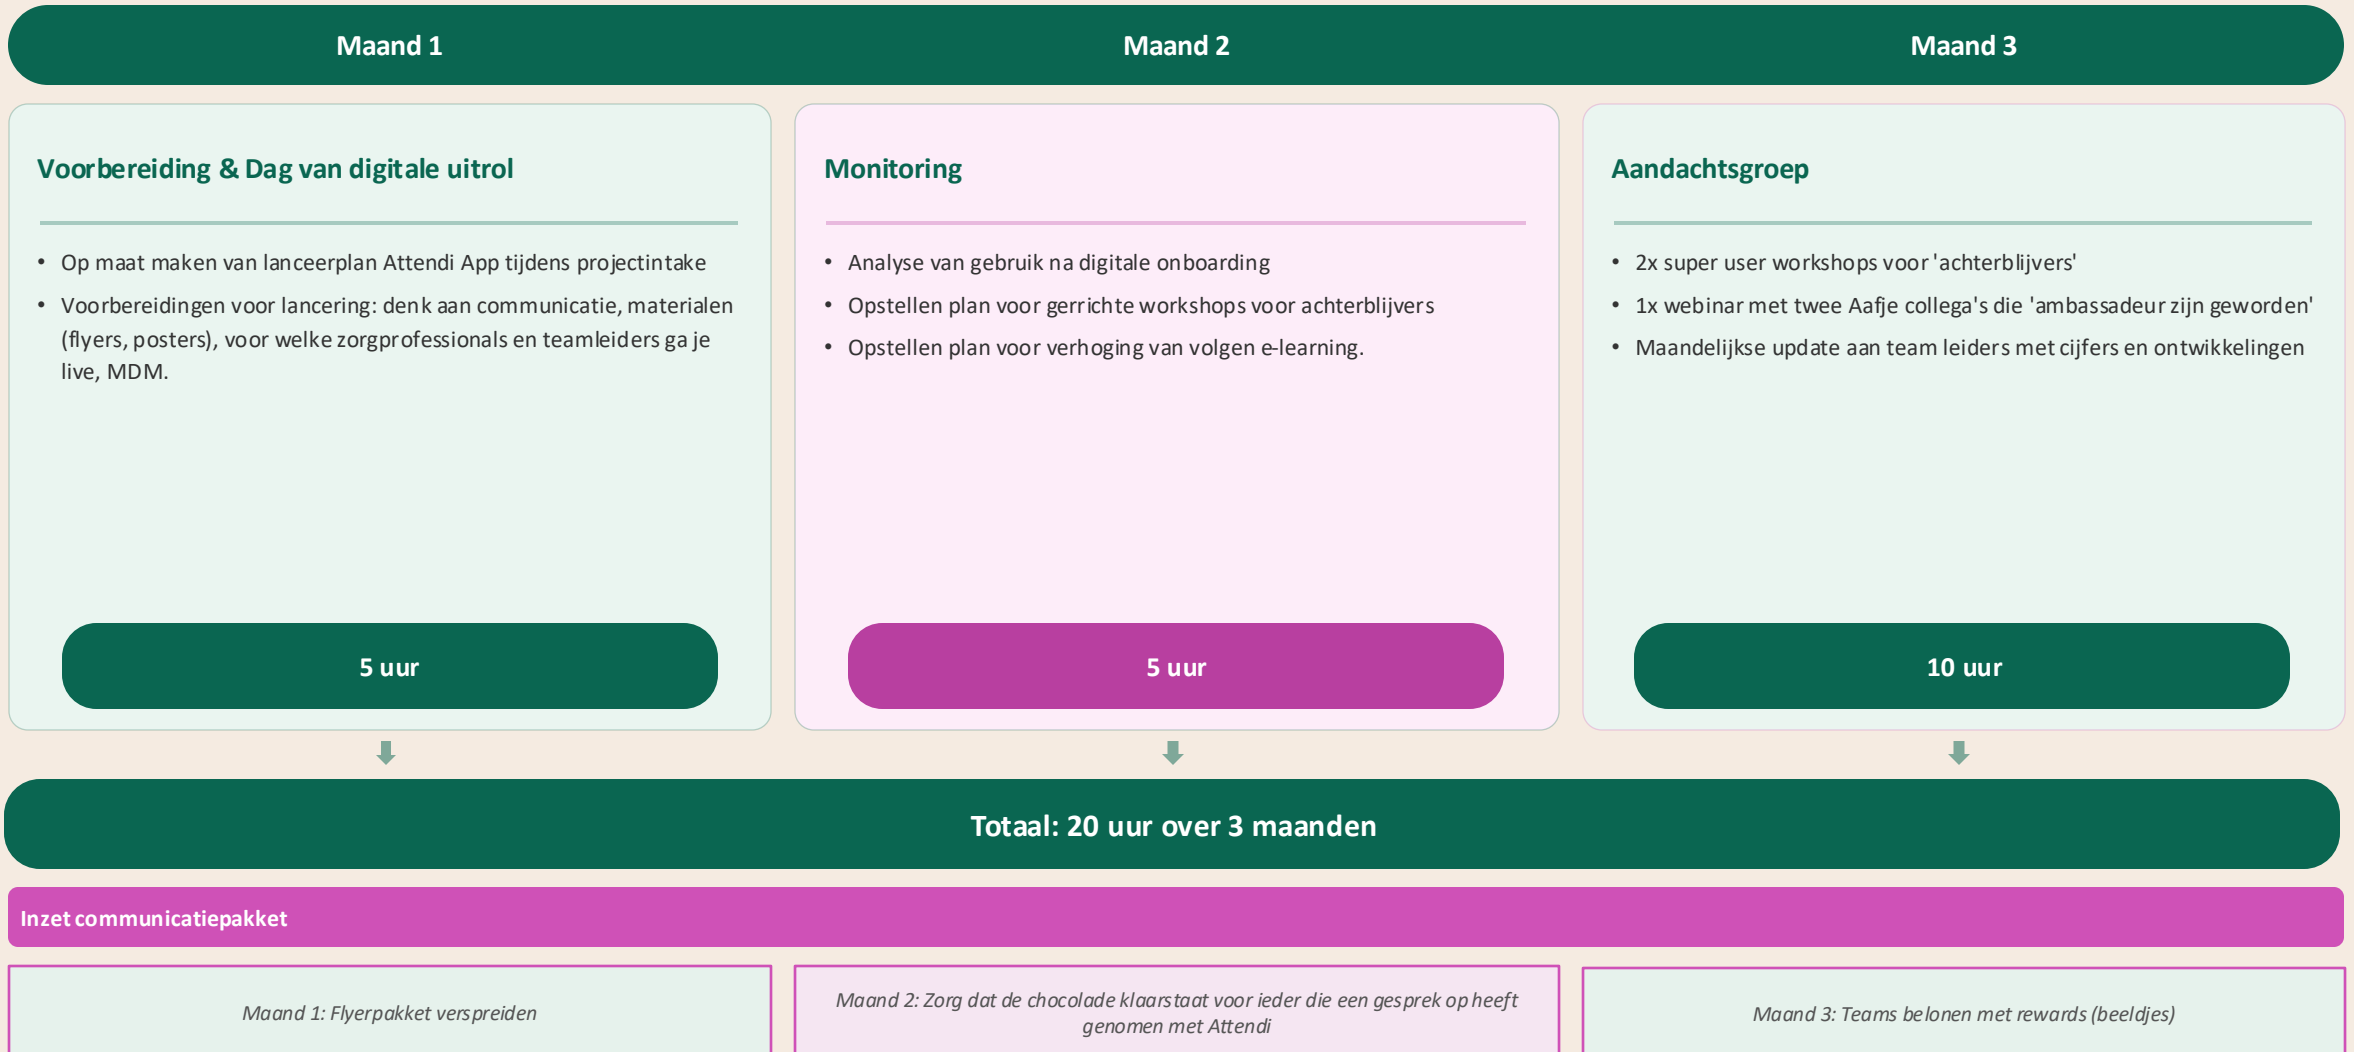 Maand 1
Maand 2
Maand 3
Voorbereiding & Dag van digitale uitrol
• Op maat maken van lanceerplan Attendi App tijdens projectintake
• Voorbereidingen voor lancering: denk aan communicatie, materialen
(flyers, posters), voor welke zorgprofessionals en teamleiders ga je
live, MDM.
5 uur
Monitoring
• Analyse van gebruik na digitale onboarding
• Opstellen plan voor gerrichte workshops voor achterblijvers
• Opstellen plan voor verhoging van volgen e-learning.
5 uur
Aandachtsgroep
• 2x super user workshops voor 'achterblijvers'
• 1x webinar met twee Aafje collega's die 'ambassadeur zijn geworden'
• Maandelijkse update aan team leiders met cijfers en ontwikkelingen
10 uur
Totaal: 20 uur over 3 maanden
Inzet communicatiepakket
Maand 1: Flyerpakket verspreiden
Maand 2: Zorg dat de chocolade klaarstaat voor ieder die een gesprek op heeft
genomen met Attendi
Maand 3: Teams belonen met rewards (beeldjes)